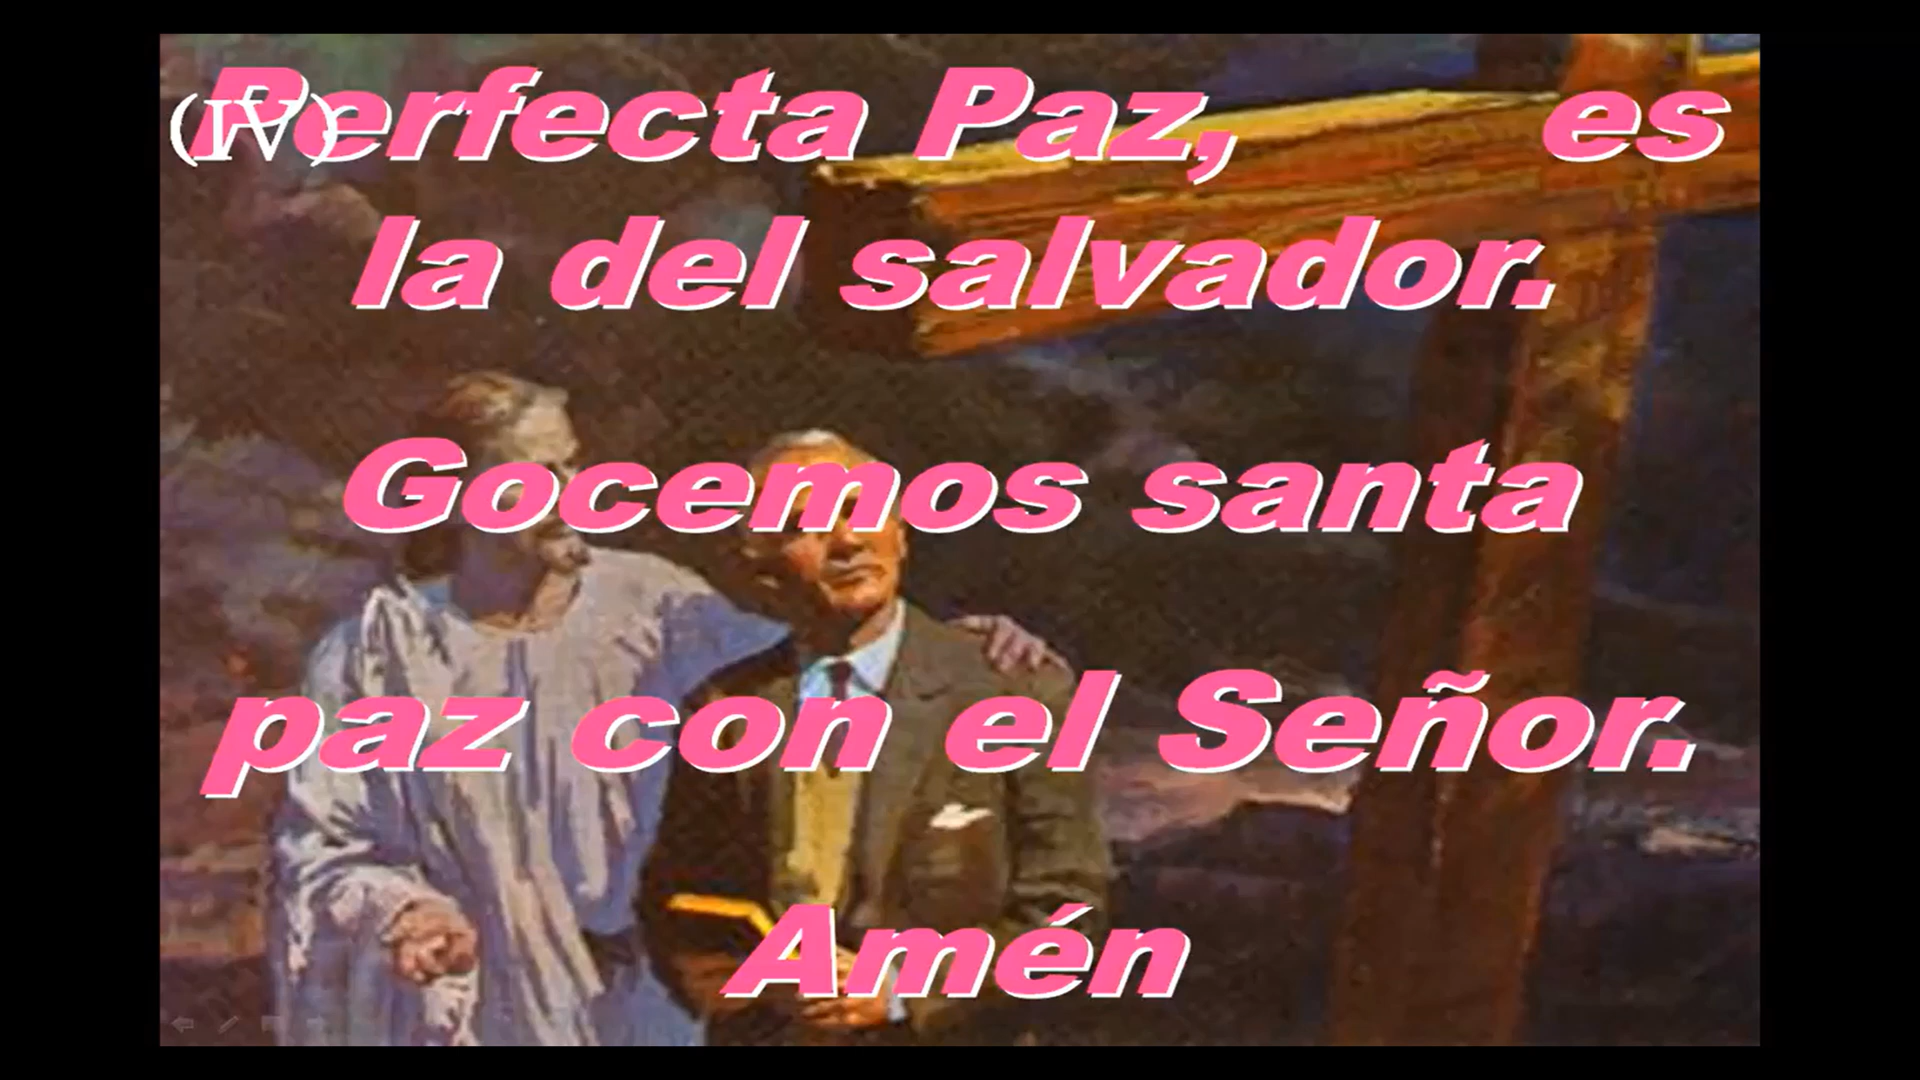 (IV) Perfecta Paz, es
la del salvador.
Gocemos santa
paz con el Señor.
Amén